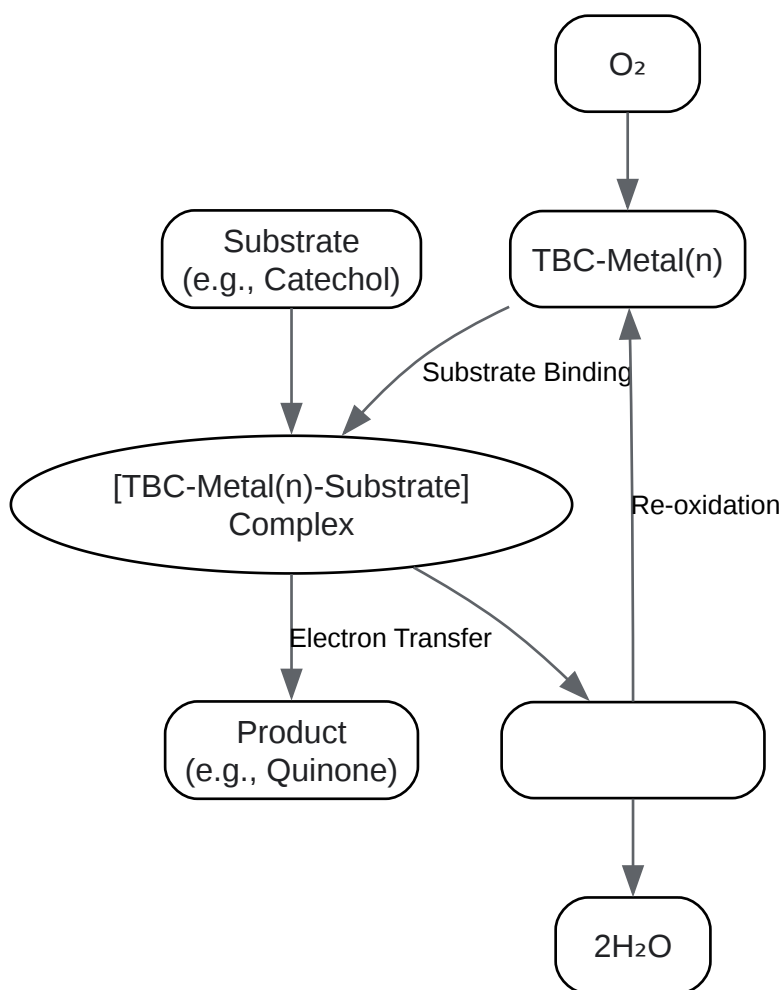 O₂
Substrate
(e.g., Catechol)
TBC-Metal(n)
Substrate Binding
[TBC-Metal(n)-Substrate]
Complex
Re-oxidation
Electron Transfer
Product
(e.g., Quinone)
2H₂O